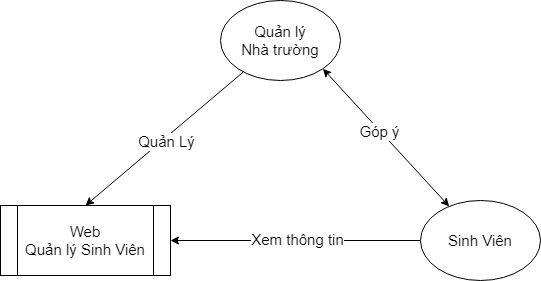 Quản lý
Nhà trường
Quản Lý
Góp ý
Web
Quản lý Sinh Viên
Xem thông tin
Sinh Viên